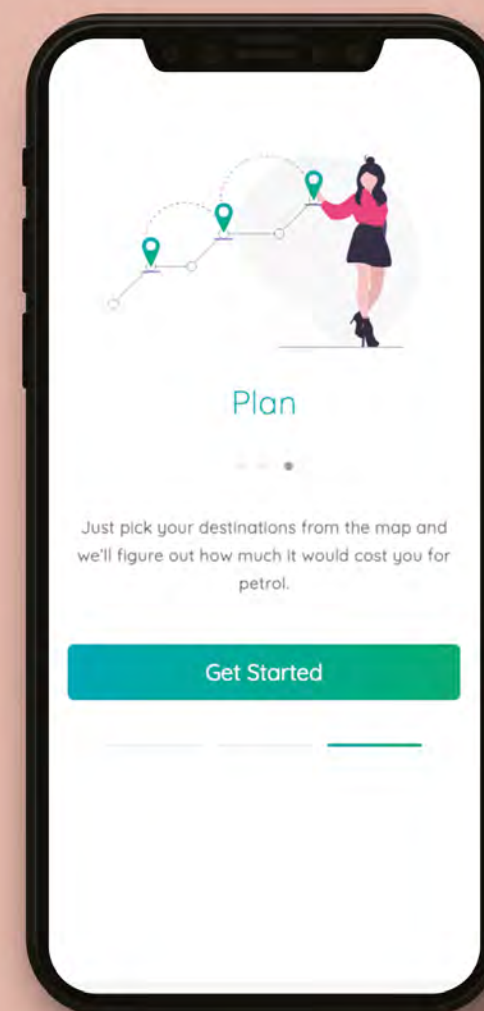 Plan
Just pick your destinations from the map and
we'll figure out how much it would cost you for
petrol.
Get Started